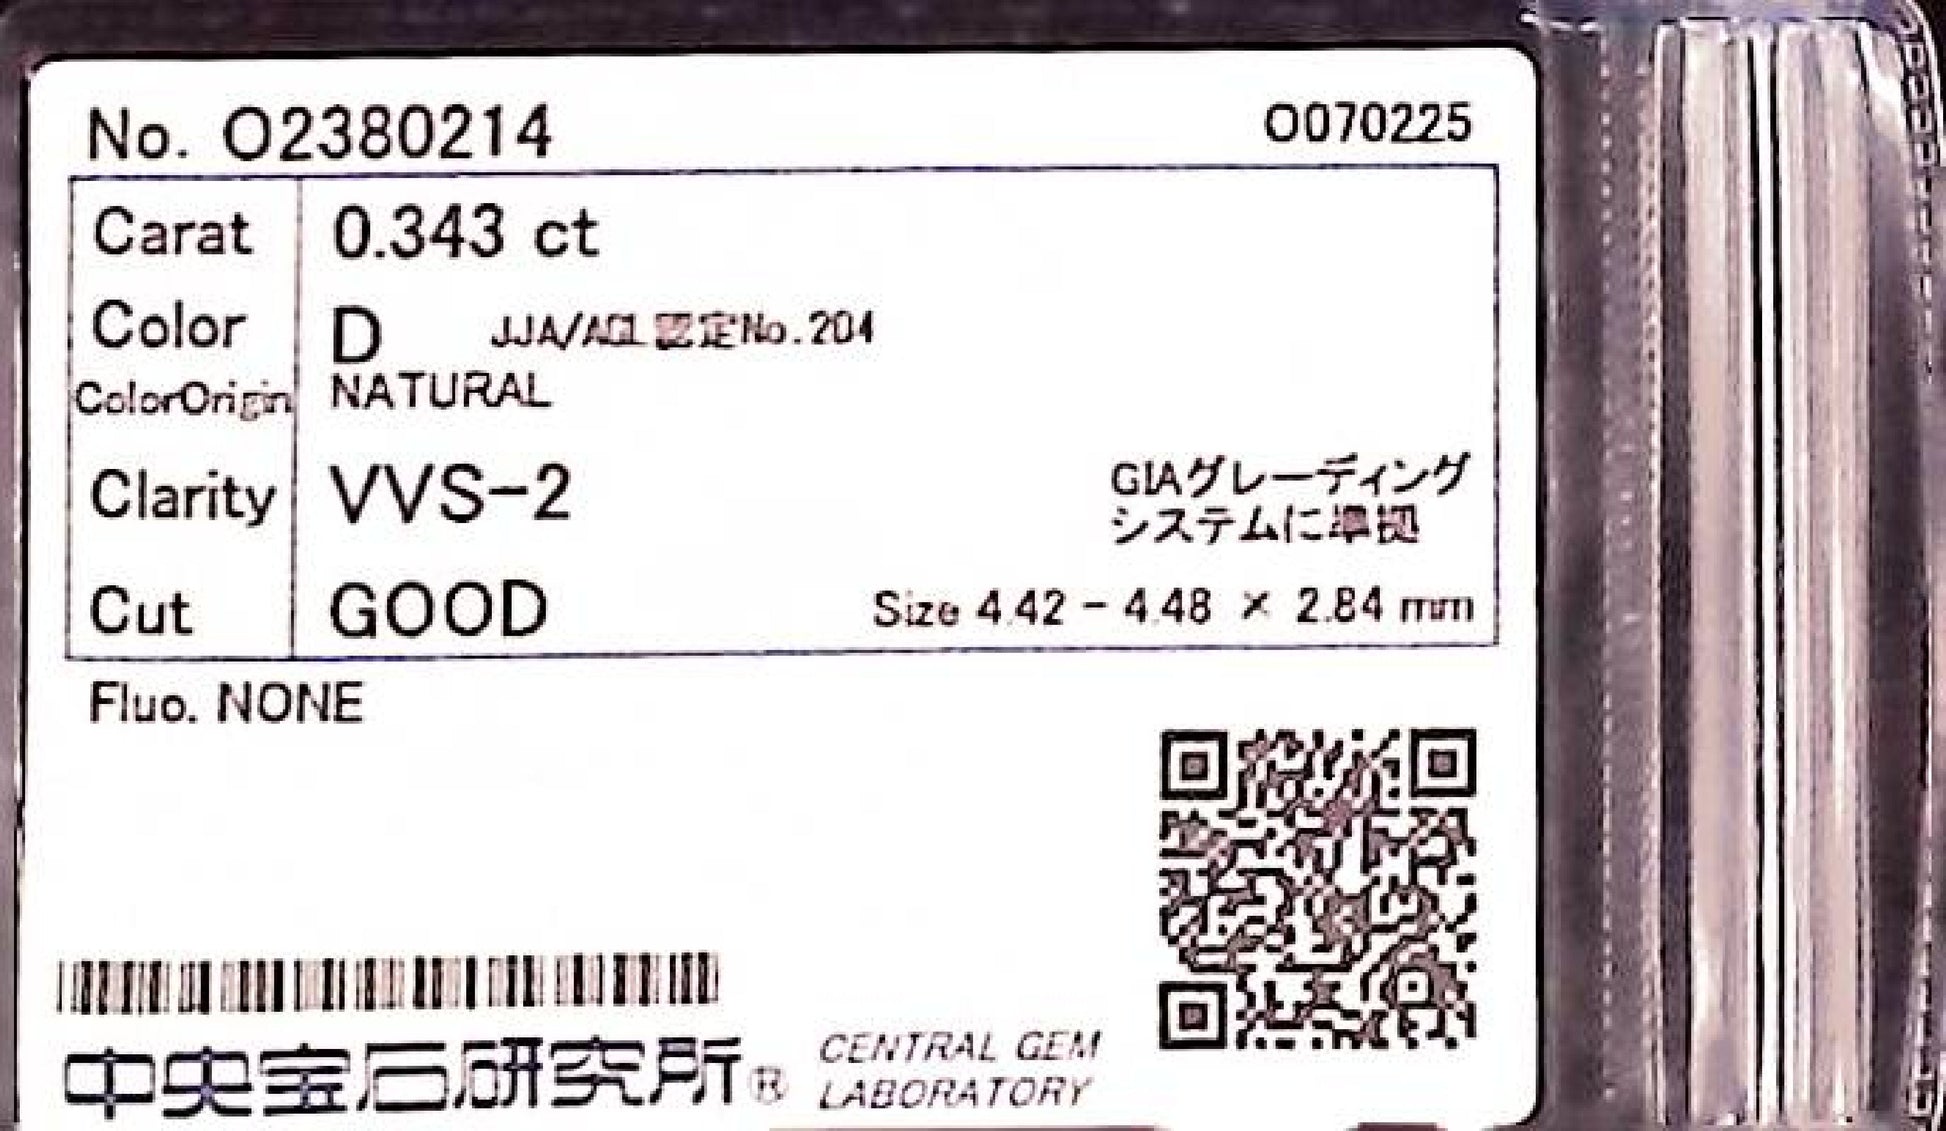 No. O2380214 O070225
Carat 0.343 ct
Color D JJA/AGL認定No.204
ColorOrigin NATURAL
Clarity VVS-2 GIAグレーディング
システムに準拠
Cut GOOD Size 4.42 - 4.48 × 2.84 mm
Fluo. NONE
中央宝石研究所® CENTRAL GEM
LABORATORY